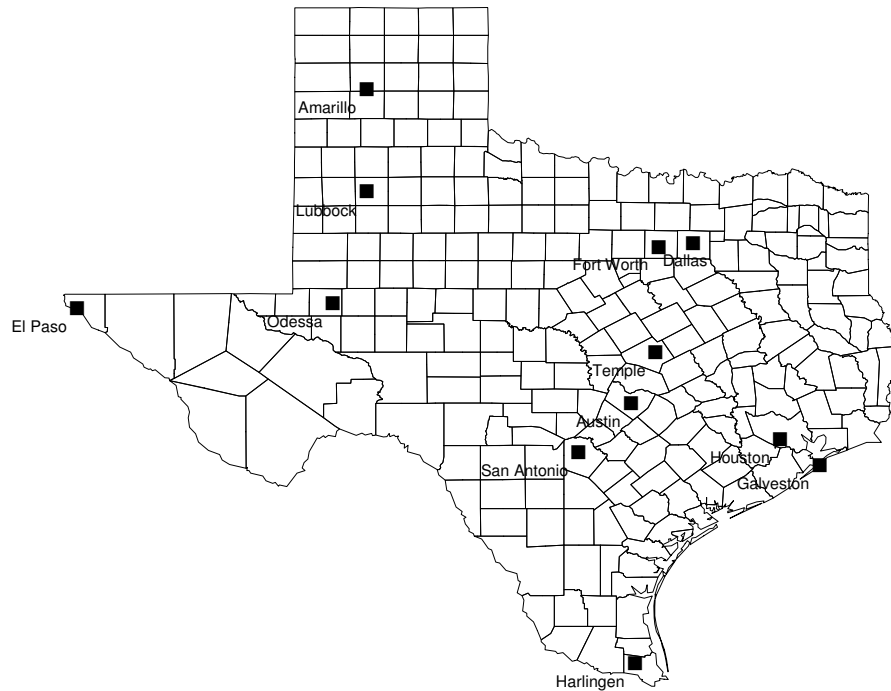 Amarillo
Lubbock
Fort Worth
Dallas
El Paso
Odessa
Temple
Austin
Houston
San Antonio
Galveston
Harlingen